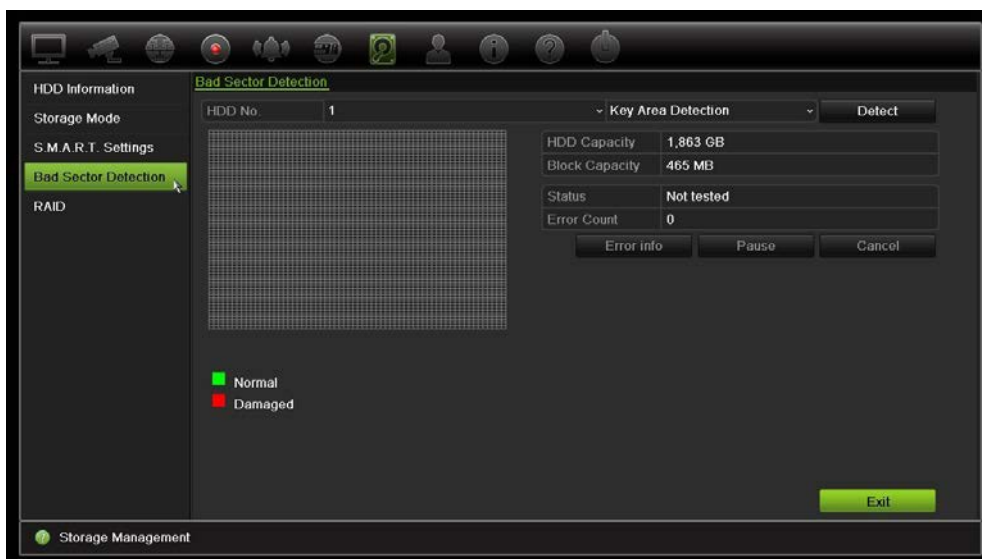 HDD Information
Storage Mode
S.M.A.R.T. Settings
Bad Sector Detection
RAID
Bad Sector Detection
HDD No. 1 Key Area Detection Detect
HDD Capacity 1,863 GB
Block Capacity 465 MB
Status Not tested
Error Count 0
Error info Pause Cancel
Normal
Damaged
Exit
Storage Management